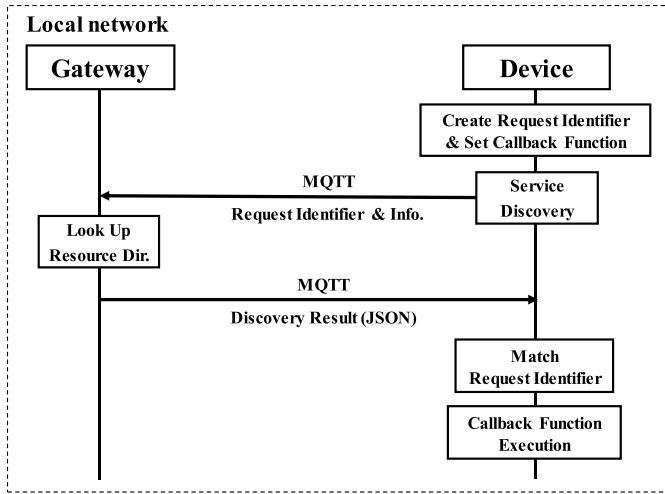 Local network
Gateway
Device
Create Request Identifier
& Set Callback Function
MQTT
Service
Discovery
Request Identifier & Info.
Look Up
Resource Dir.
MQTT
Discovery Result (JSON)
Match
Request Identifier
Callback Function
Execution